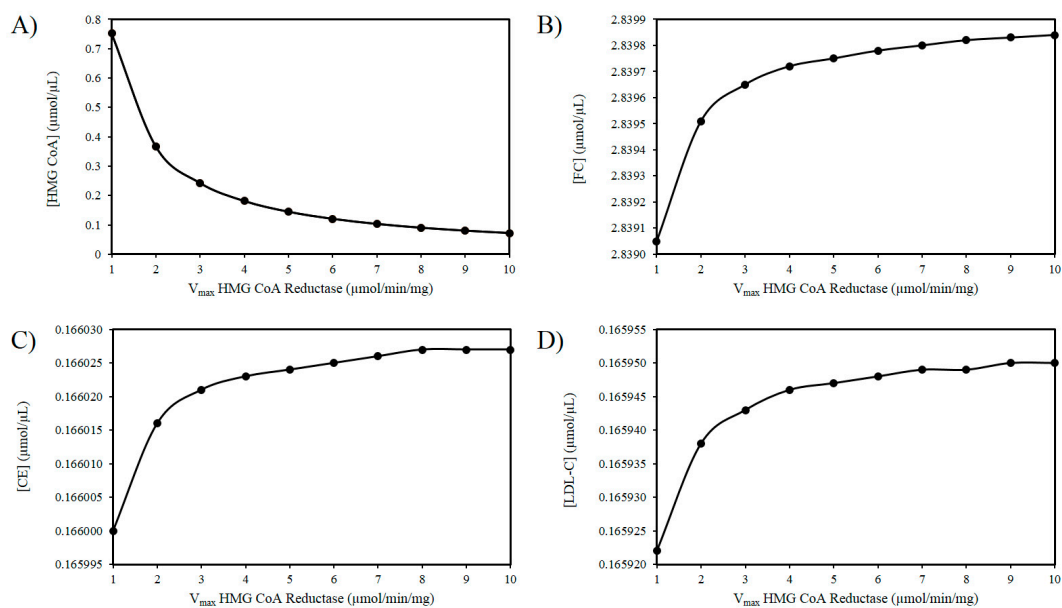 A)
[HMG CoA] (μmol/μL)
0.8
0.7
0.6
0.5
0.4
0.3
0.2
0.1
0
1 2 3 4 5 6 7 8 9 10
Vmax HMG CoA Reductase (μmol/min/mg)
B)
[FC] (μmol/μL)
2.8399
2.8398
2.8397
2.8396
2.8395
2.8394
2.8393
2.8392
2.8391
2.8390
1 2 3 4 5 6 7 8 9 10
Vmax HMG CoA Reductase (μmol/min/mg)
C)
[CE] (μmol/μL)
0.166030
0.166025
0.166020
0.166015
0.166010
0.166005
0.166000
0.165995
1 2 3 4 5 6 7 8 9 10
Vmax HMG CoA Reductase (μmol/min/mg)
D)
[LDL-C] (μmol/μL)
0.165955
0.165950
0.165945
0.165940
0.165935
0.165930
0.165925
0.165920
1 2 3 4 5 6 7 8 9 10
Vmax HMG CoA Reductase (μmol/min/mg)